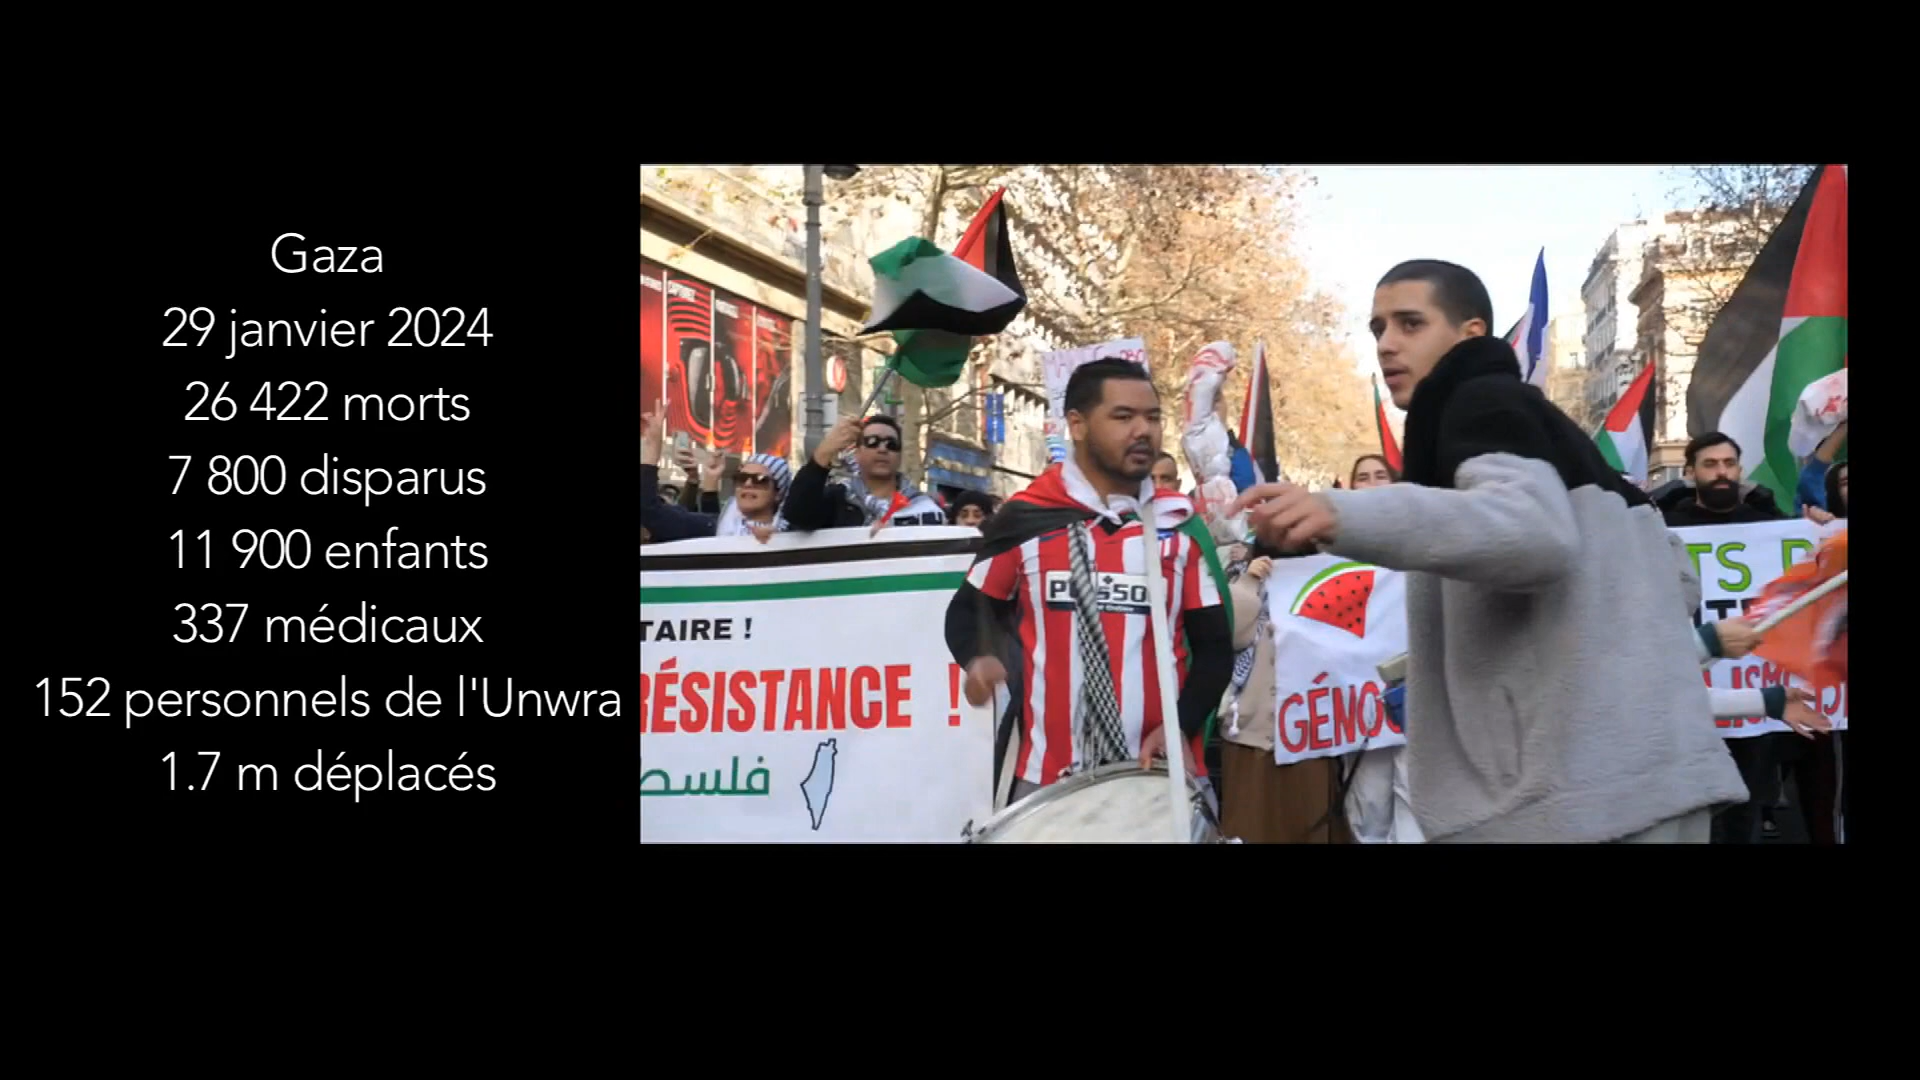 Gaza
29 janvier 2024
26 422 morts
7 800 disparus
11 900 enfants
337 médicaux
152 personnels de l'Unwra
1.7 m déplacés
TAIRE !
RÉSISTANCE !
GÉNO
TS